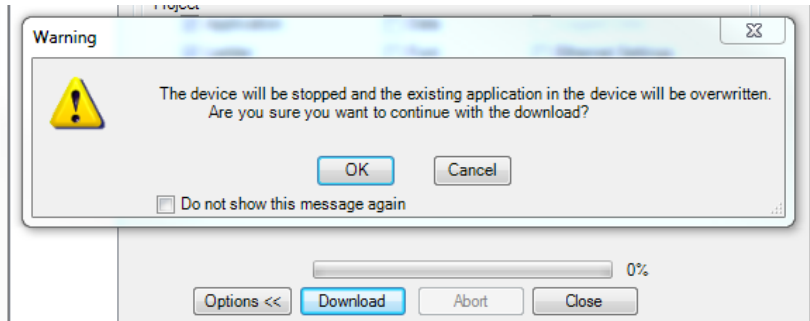 Project
Warning
The device will be stopped and the existing application in the device will be overwritten.
Are you sure you want to continue with the download?
OK
Cancel
Do not show this message again
0%
Options <<
Download
Abort
Close